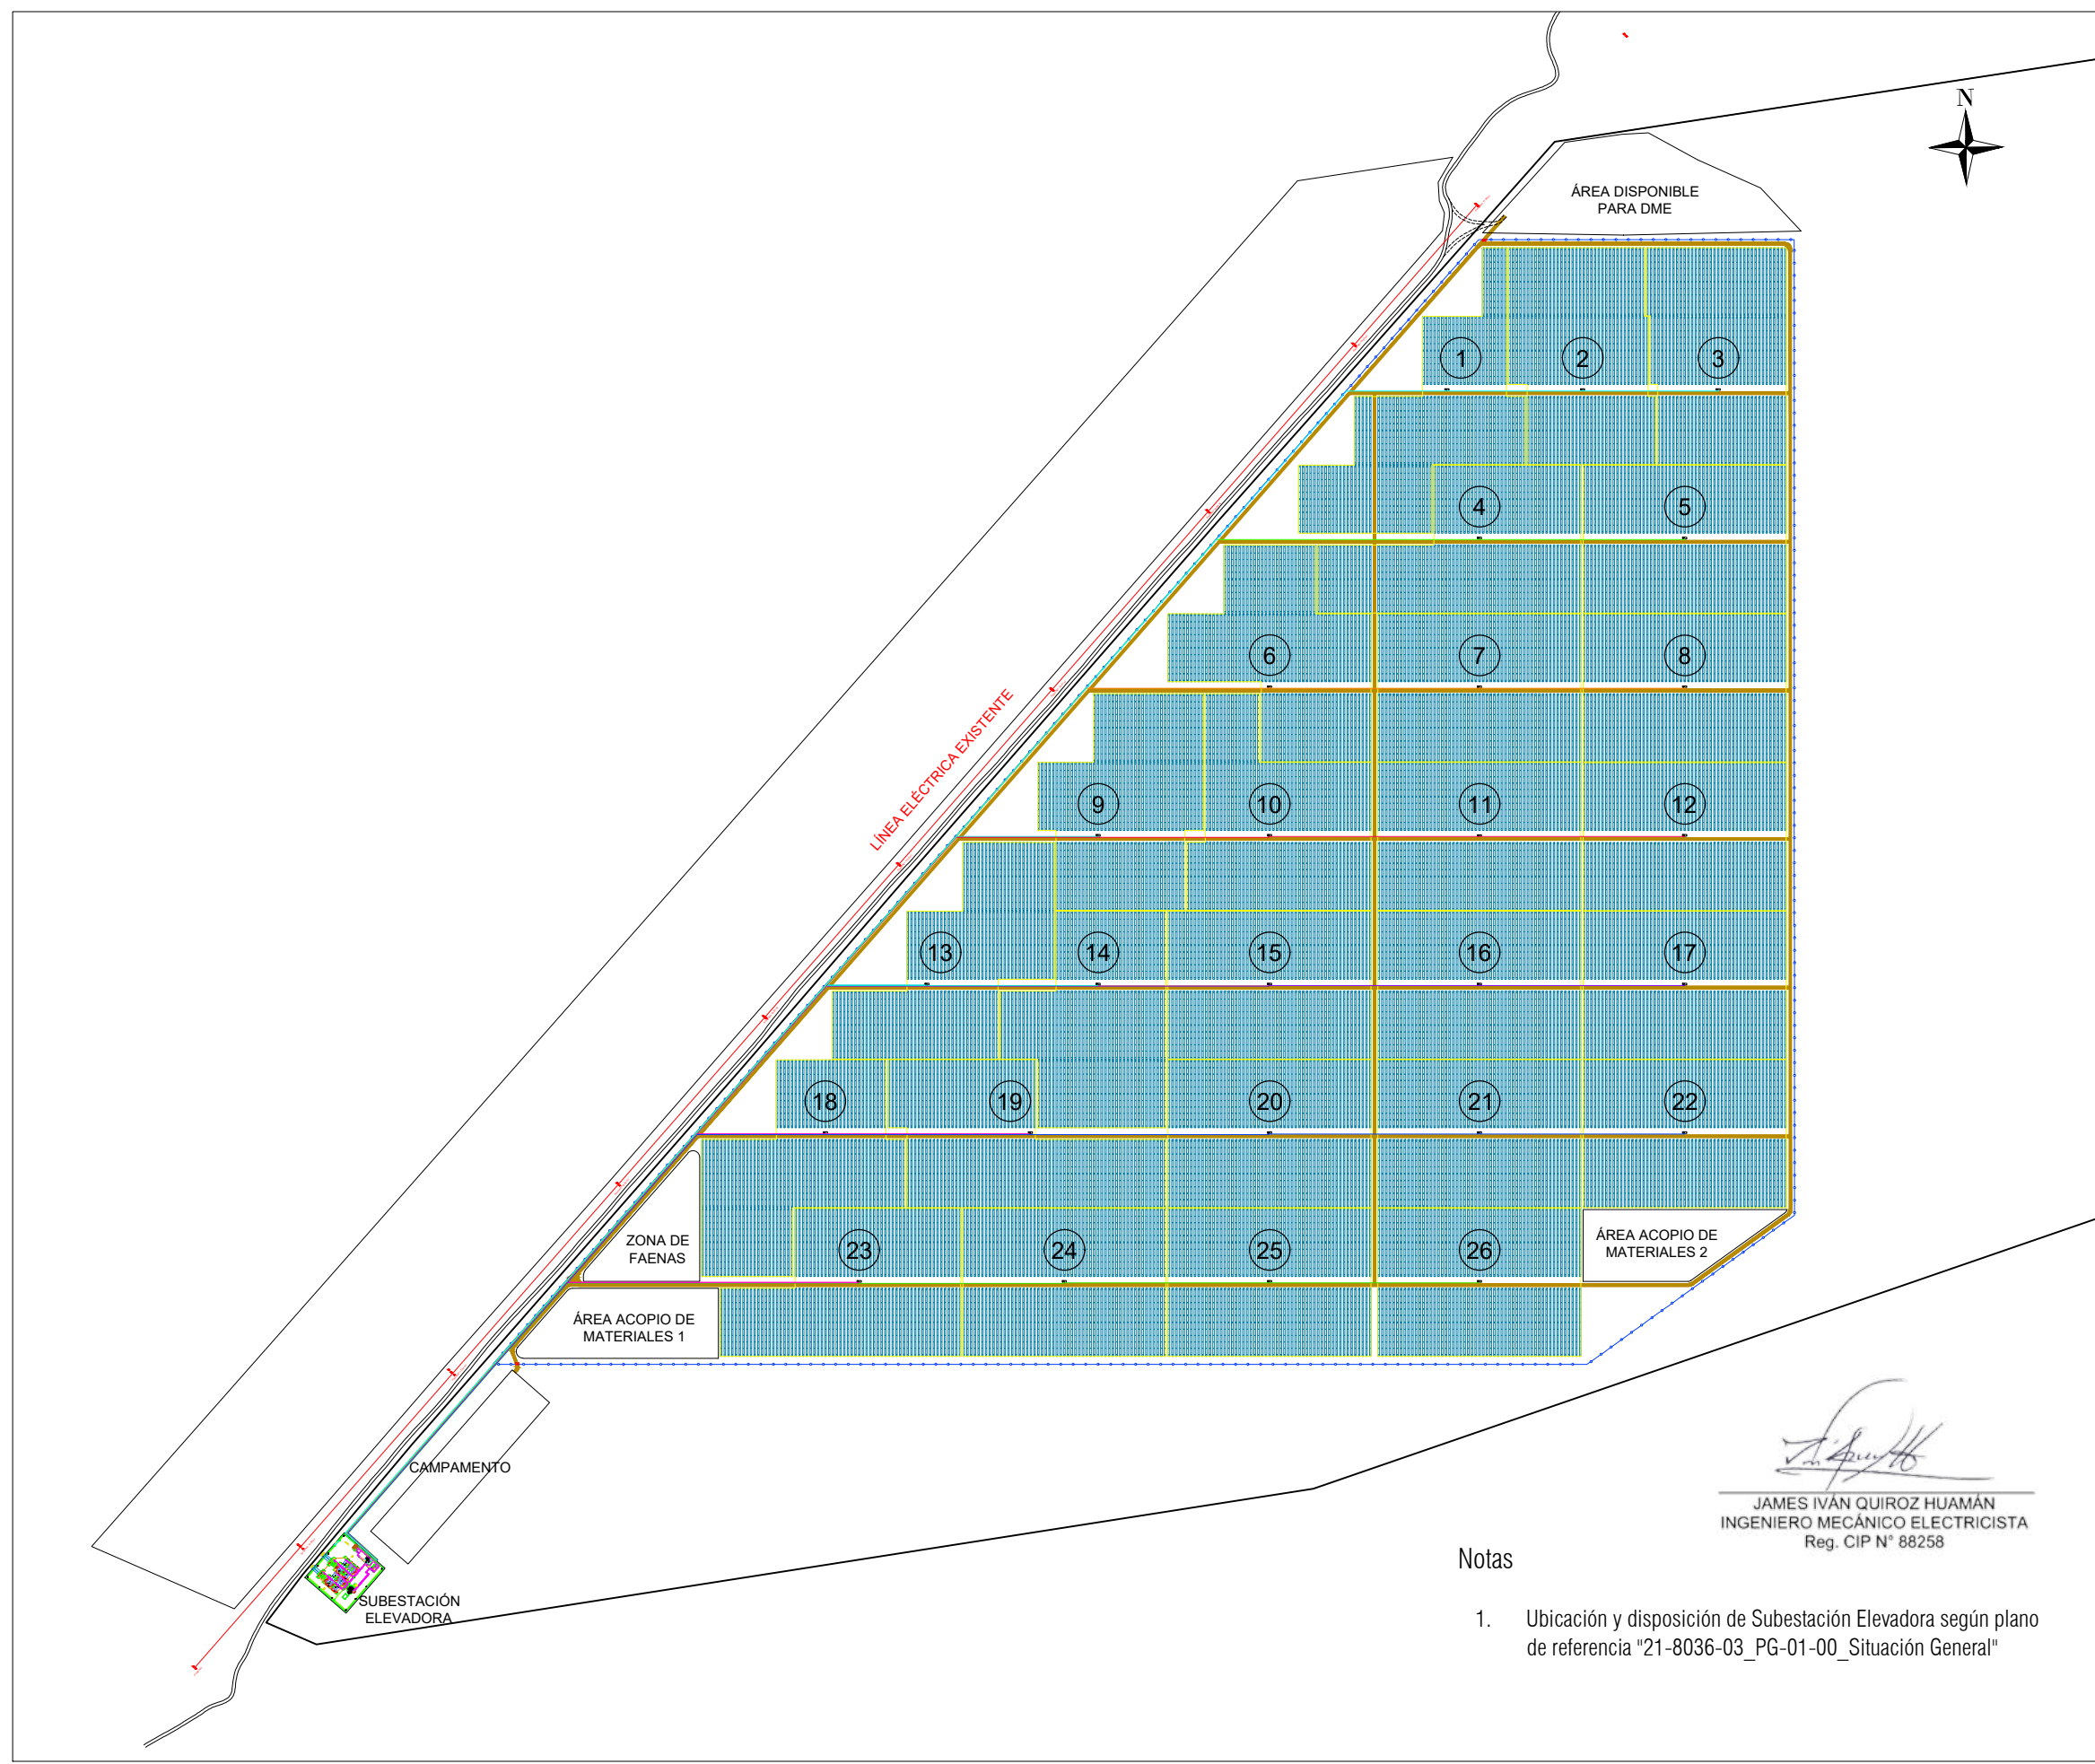 N
ÁREA DISPONIBLE
PARA DME
1
2
3
4
5
6
7
8
LÍNEA ELÉCTRICA EXISTENTE
9
10
11
12
13
14
15
16
17
18
19
20
21
22
ZONA DE
FAENAS
23
24
25
26
ÁREA ACOPIO DE
MATERIALES 2
ÁREA ACOPIO DE
MATERIALES 1
CAMPAMENTO
SUBESTACIÓN
ELEVADORA
JAMES IVÁN QUIROZ HUAMÁN
INGENIERO MECÁNICO ELECTRICISTA
Reg. CIP N° 88258
Notas
1. Ubicación y disposición de Subestación Elevadora según plano
de referencia "21-8036-03_PG-01-00_Situación General"